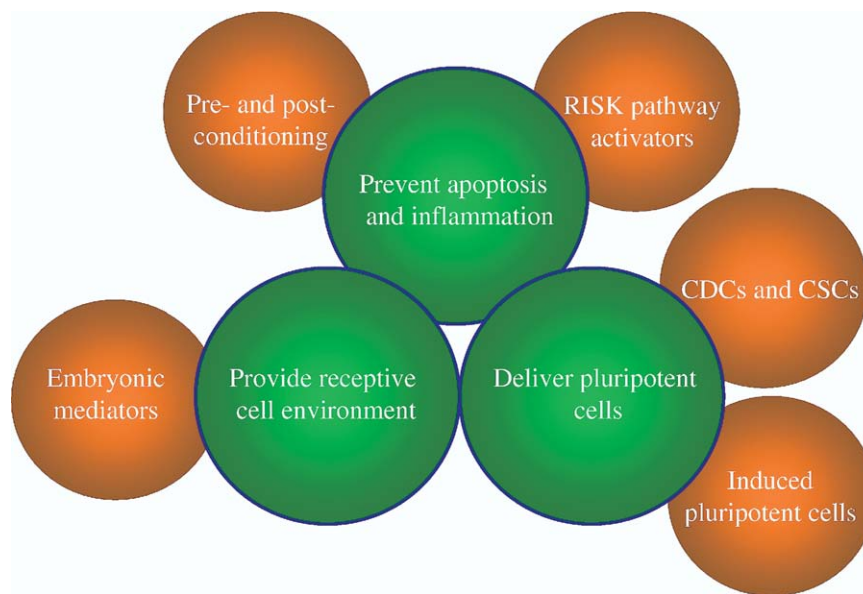 Pre- and post-
conditioning
RISK pathway
activators
Prevent apoptosis
and inflammation
CDCs and CSCs
Embryonic
mediators
Provide receptive
cell environment
Deliver pluripotent
cells
Induced
pluripotent cells